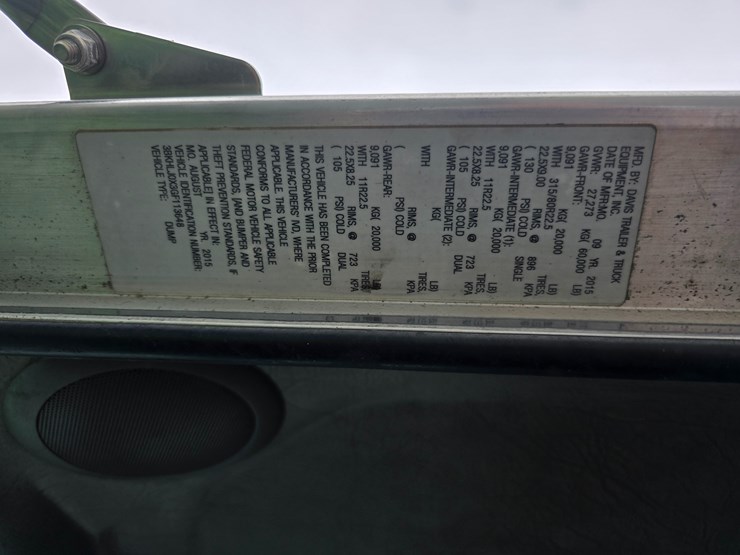 MFD. BY: DAVIS TRAILER & TRUCK
EQUIPMENT, INC.
DATE OF MFR/MO. 09 YR. 2015
GVWR: 27,273 KG( 60,000 LB)
GAWR-FRONT:
9,091 KG( 20,000 LB)
WITH 315/80R22.5 TIRES,
22.5X9.00 RIMS, @ 896 KPA
( 130 PSI) COLD SINGLE
GAWR-INTERMEDIATE (1):
9,091 KG( 20,000 LB)
WITH 11R22.5 TIRES,
22.5X8.25 RIMS, @ 723 KPA
( 105 PSI) COLD DUAL
GAWR-INTERMEDIATE (2):
KG( LB)
WITH TIRES,
RIMS, @ KPA
( PSI) COLD
GAWR-REAR:
9,091 KG( 20,000 LB)
WITH 11R22.5 TIRES,
22.5X8.25 RIMS, @ 723 KPA
( 105 PSI) COLD DUAL
THIS VEHICLE HAS BEEN COMPLETED
IN ACCORDANCE WITH THE PRIOR
MANUFACTURERS' IVD, WHERE
APPLICABLE. THIS VEHICLE
CONFORMS TO ALL APPLICABLE
FEDERAL MOTOR VEHICLE SAFETY
STANDARDS, [AND BUMPER AND
THEFT PREVENTION STANDARDS, IF
APPLICABLE] IN EFFECT IN:
MO. AUGUST YR. 2015
VEHICLE IDENTIFICATION NUMBER:
VEHICLE TYPE: DUMP